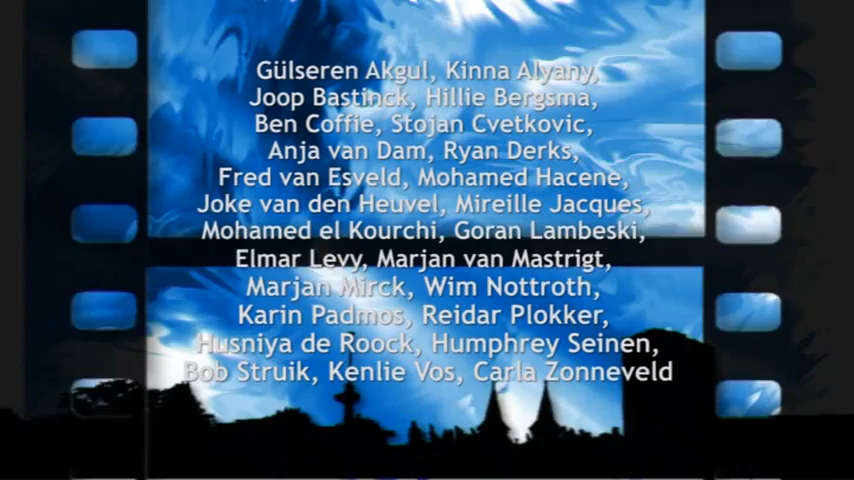 Gülseren Akgul, Kinna Alyany,
Joop Bastinck, Hillie Bergsma,
Ben Coffie, Stojan Cvetkovic,
Anja van Dam, Ryan Derks,
Fred van Esveld, Mohamed Hacene,
Joke van den Heuvel, Mireille Jacques,
Mohamed el Kourchi, Goran Lambeski,
Elmar Levy, Marjan van Mastrigt,
Marjan Mirck, Wim Nottroth,
Karin Padmos, Reidar Plokker,
Husniya de Roock, Humphrey Seinen,
Bob Struik, Kenlie Vos, Carla Zonneveld